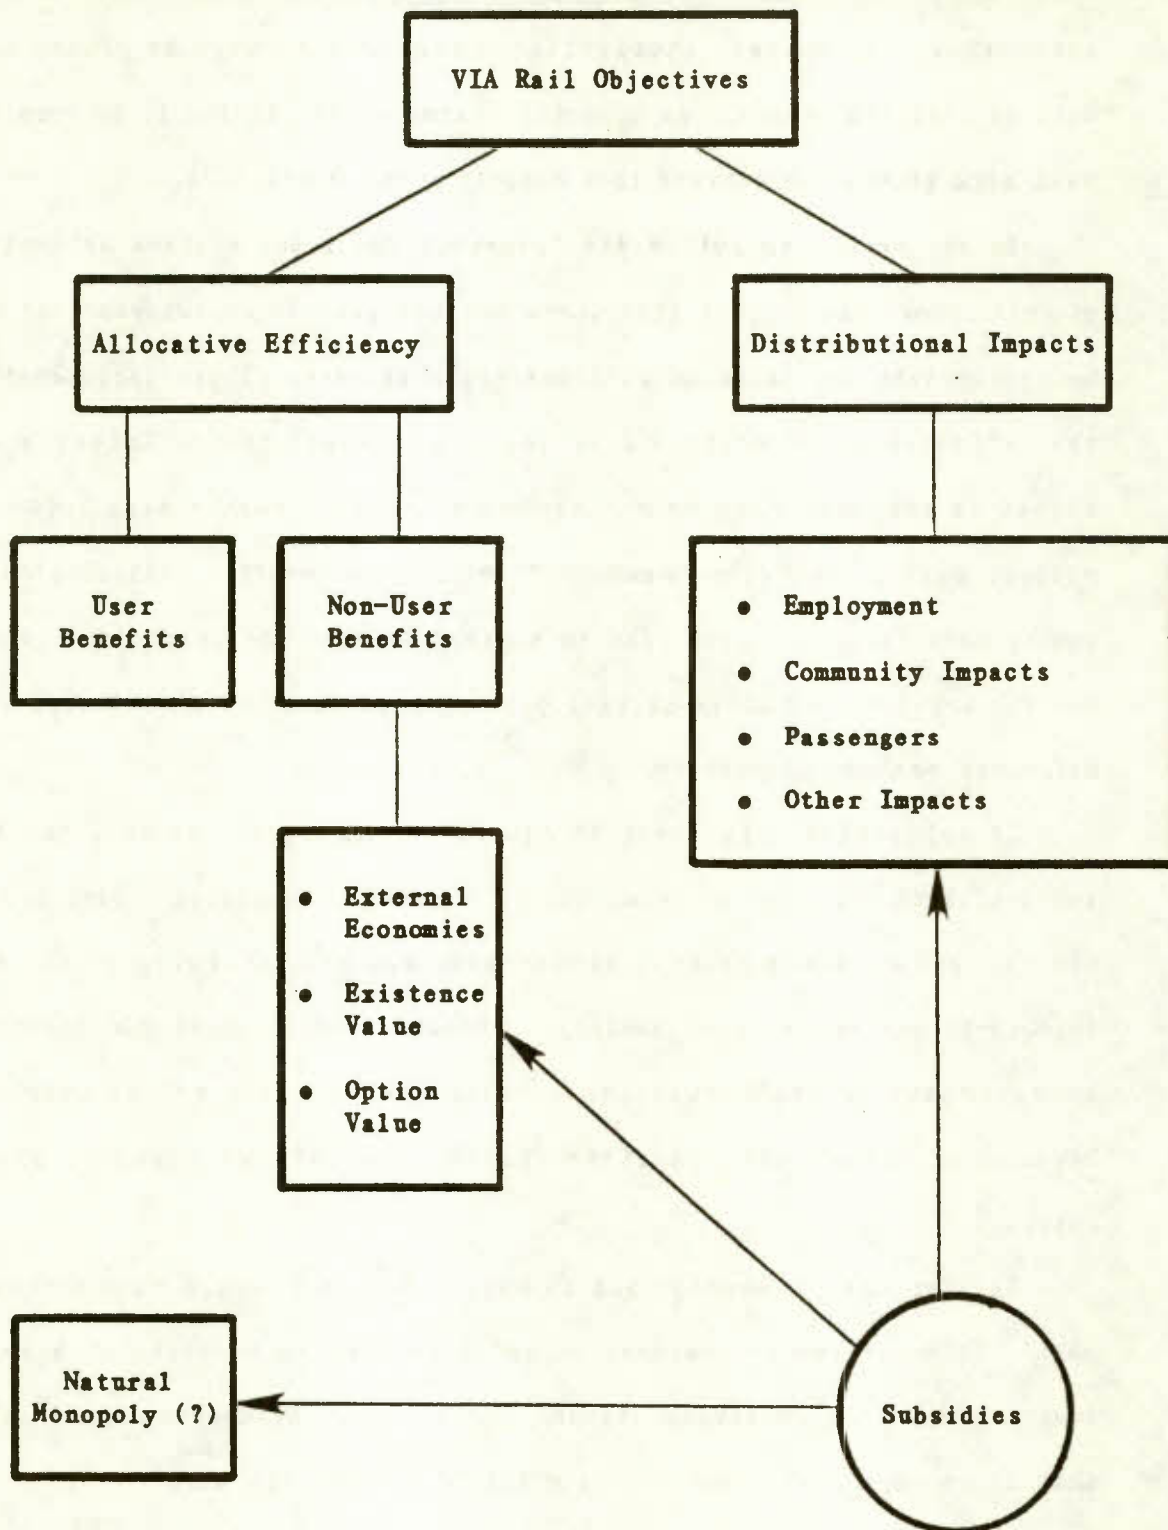 VIA Rail Objectives
Allocative Efficiency
Distributional Impacts
User
Benefits
Non-User
Benefits
• Employment
• Community Impacts
• Passengers
• Other Impacts
• External
Economies
• Existence
Value
• Option
Value
Natural
Monopoly (?)
Subsidies